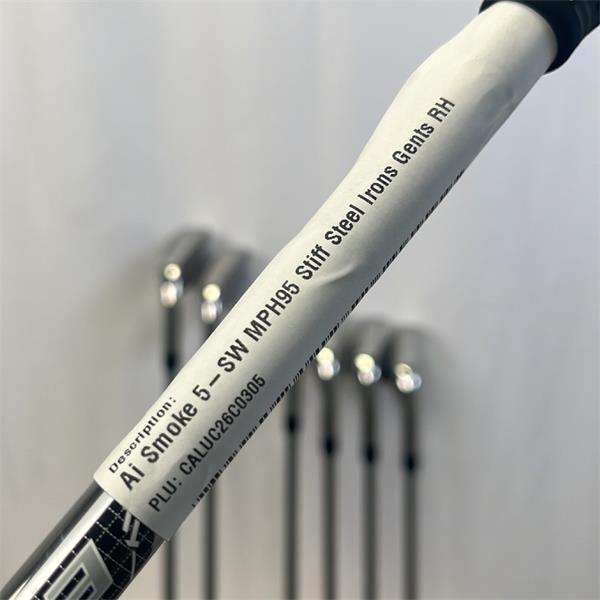 Description:
Ai Smoke 5-SW MPH95 Stiff Steel Irons Gents RH
PLU: CALUC26C0305